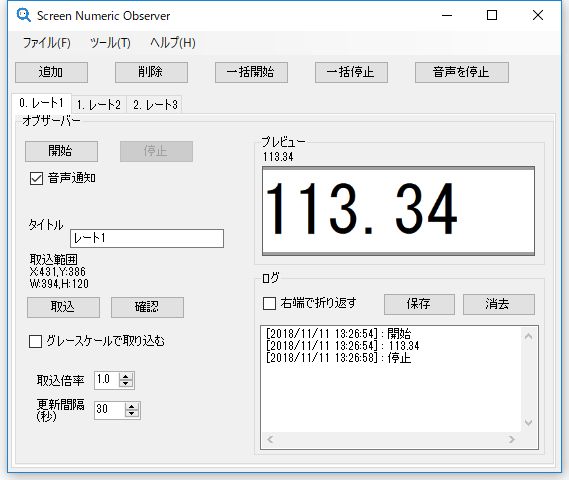 Screen Numeric Observer
ファイル(F) ツール(T) ヘルプ(H)
追加 削除 一括開始 一括停止 音声を停止
0. レート1 1. レート2 2. レート3
オブザーバー
開始 停止
音声通知
タイトル
レート1
取込範囲
X:431,Y:386
W:394,H:120
取込 確認
グレースケールで取り込む
取込倍率 1.0
更新間隔
(秒)
30
プレビュー
113.34
113.34
ログ
右端で折り返す 保存 消去
[2018/11/11 13:26:54] : 開始
[2018/11/11 13:26:54] : 113.34
[2018/11/11 13:26:58] : 停止